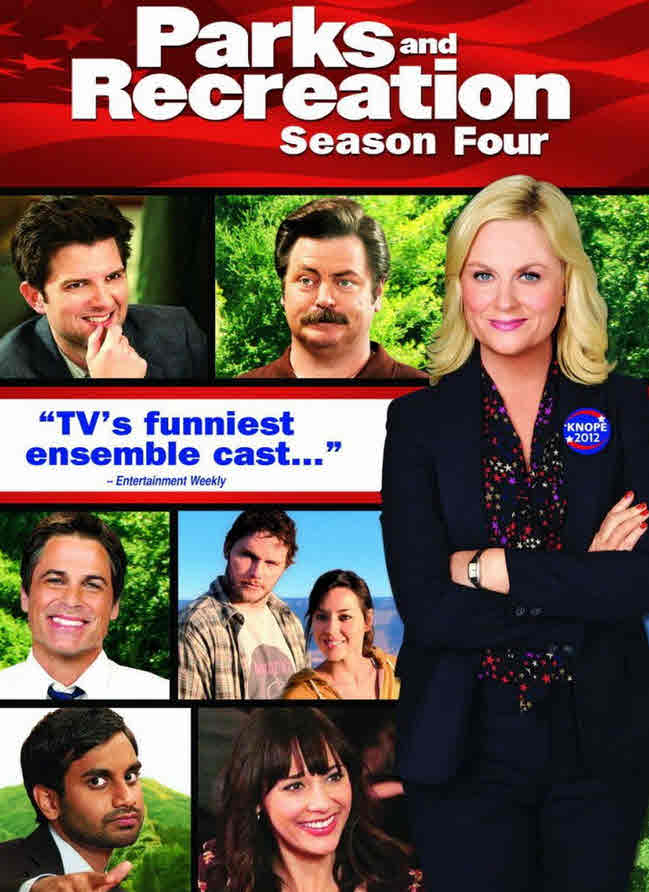 Parks and
Recreation
Season Four
“TV’s funniest
ensemble cast...”
– Entertainment Weekly
KNOPE
2012